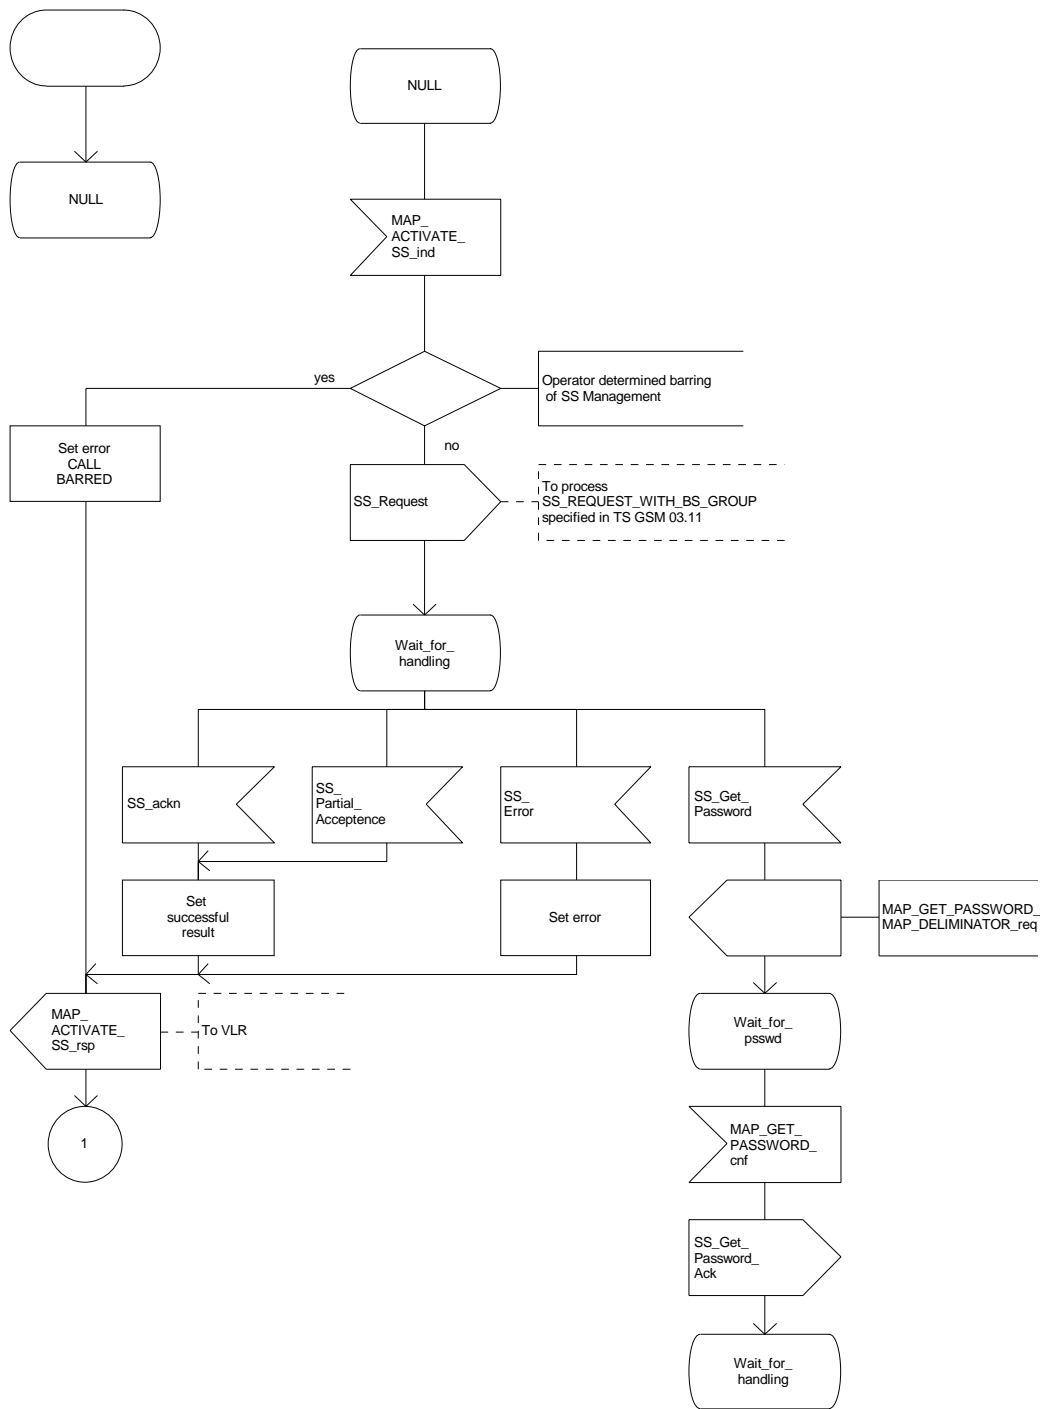 NULL
NULL
MAP_
ACTIVATE_
SS_ind
yes
Operator determined barring
of SS Management
no
Set error
CALL
BARRED
SS_Request
To process
SS_REQUEST_WITH_BS_GROUP
specified in TS GSM 03.11
Wait_for_
handling
SS_ackn
SS_
Partial_
Acceptence
SS_
Error
SS_Get_
Password
Set
successful
result
Set error
MAP_GET_PASSWORD_
MAP_DELIMINATOR_req
MAP_
ACTIVATE_
SS_rsp
To VLR
Wait_for_
psswd
1
MAP_GET_
PASSWORD_
cnf
SS_Get_
Password_
Ack
Wait_for_
handling